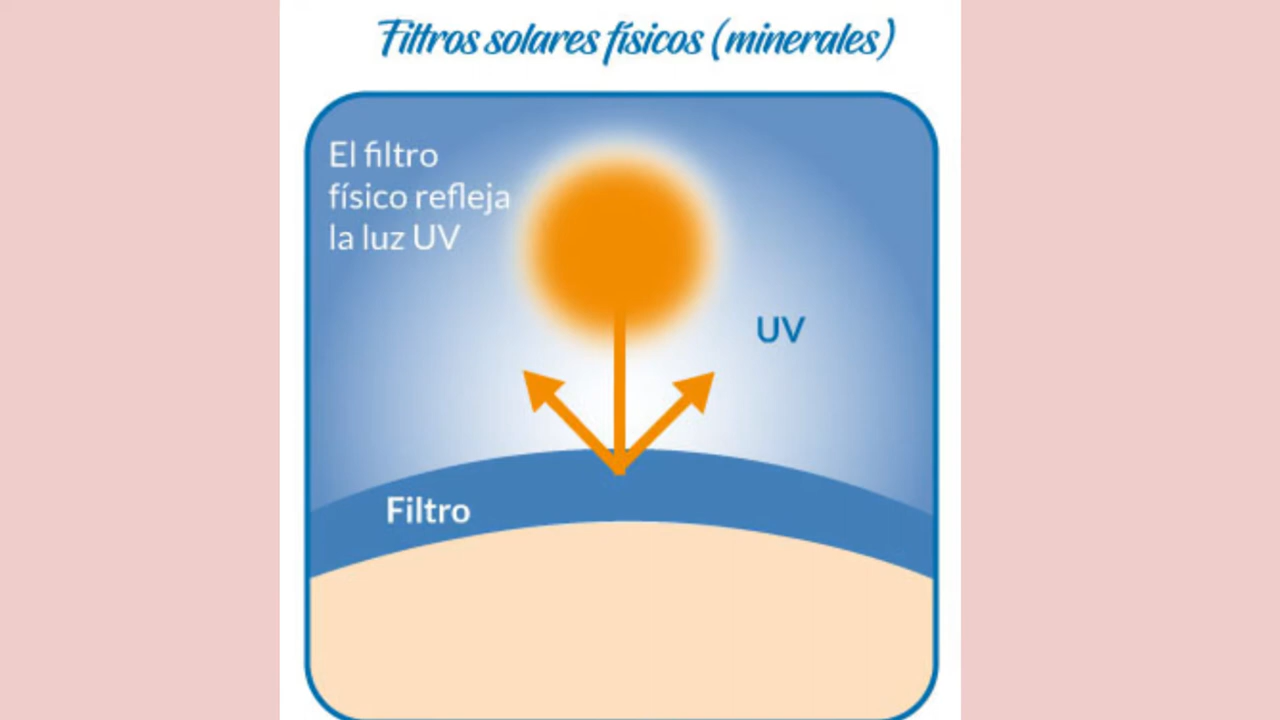 Filtros solares físicos (minerales)
El filtro
físico refleja
la luz UV
UV
Filtro